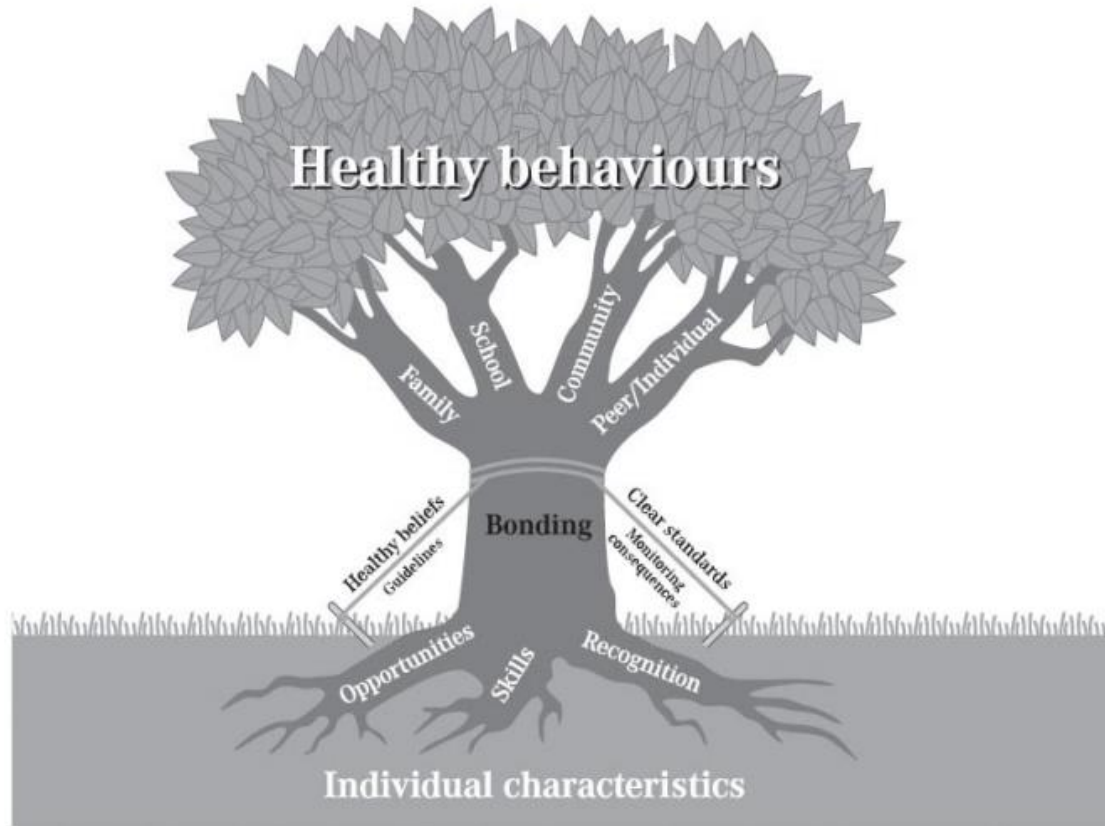 Healthy behaviours
Family
School
Community
Peer/Individual
Healthy beliefs
Guidelines
Bonding
Clear standards
Monitoring
consequences
Opportunities
Skills
Recognition
Individual characteristics